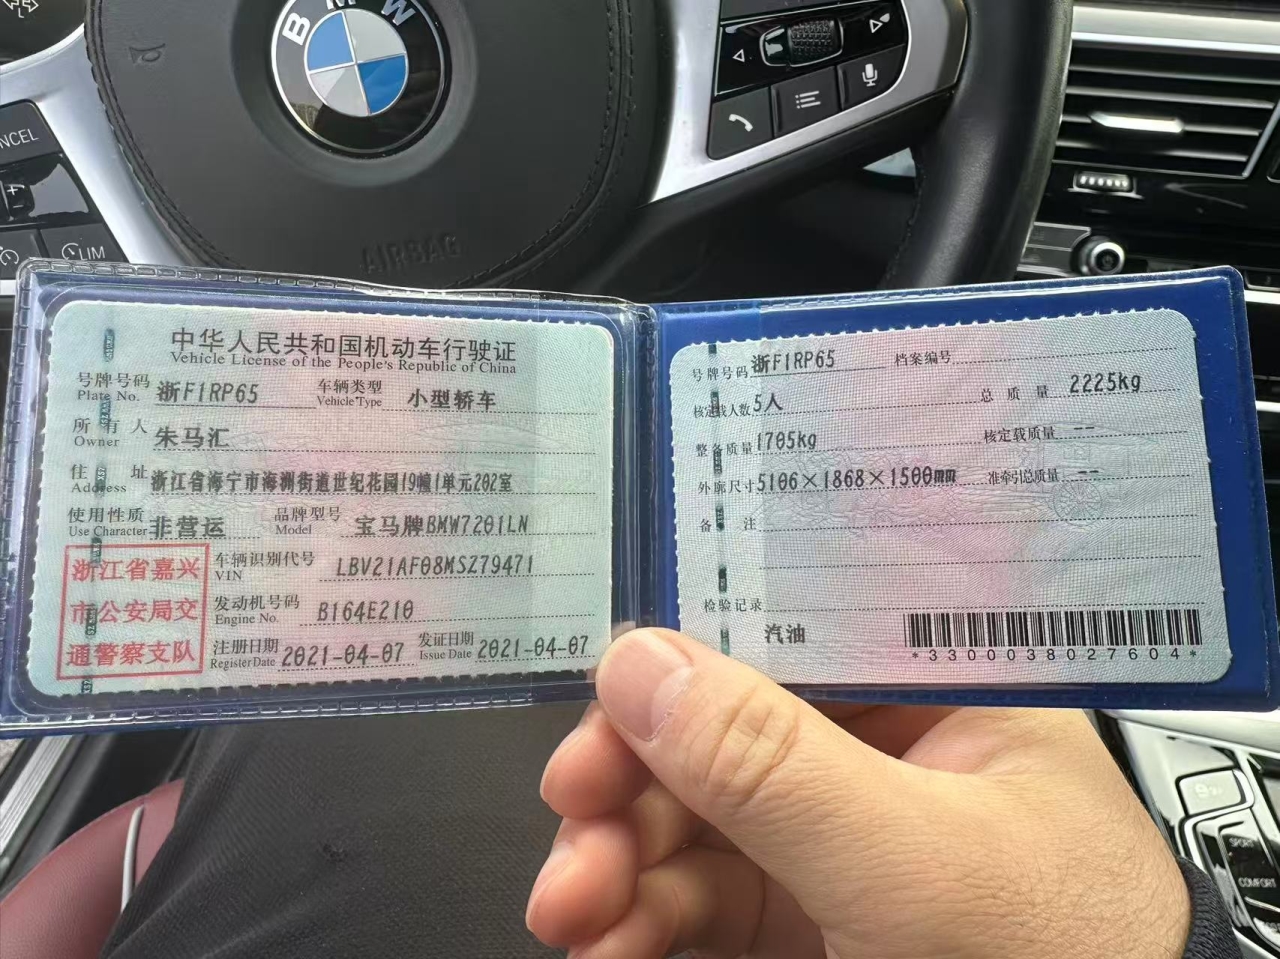 BMW
CANCEL
LIM
AIRBAG
中华人民共和国机动车行驶证
Vehicle License of the People's Republic of China
号牌号码 浙F1RP65 车辆类型 小型轿车
Plate No. Vehicle Type
所有人 朱马汇
Owner
住址 浙江省海宁市海洲街道世纪花园19幢1单元202室
Address
使用性质 非营运 品牌型号 宝马牌BMW7201LN
Use Character Model
浙江省嘉兴
市公安局交
通警察支队
车辆识别代号 LBV21AF08MSZ79471
VIN
发动机号码 B164E210
Engine No.
注册日期 2021-04-07 发证日期 2021-04-07
Register Date Issue Date
号牌号码 浙F1RP65 档案编号
核定载人数 5人 总质量 2225kg
整备质量 1705kg 核定载质量 --
外廓尺寸 5106×1868×1500mm 准牵引总质量 --
备注
检验记录
汽油
*3300038027604*
SPORT
COMFORT